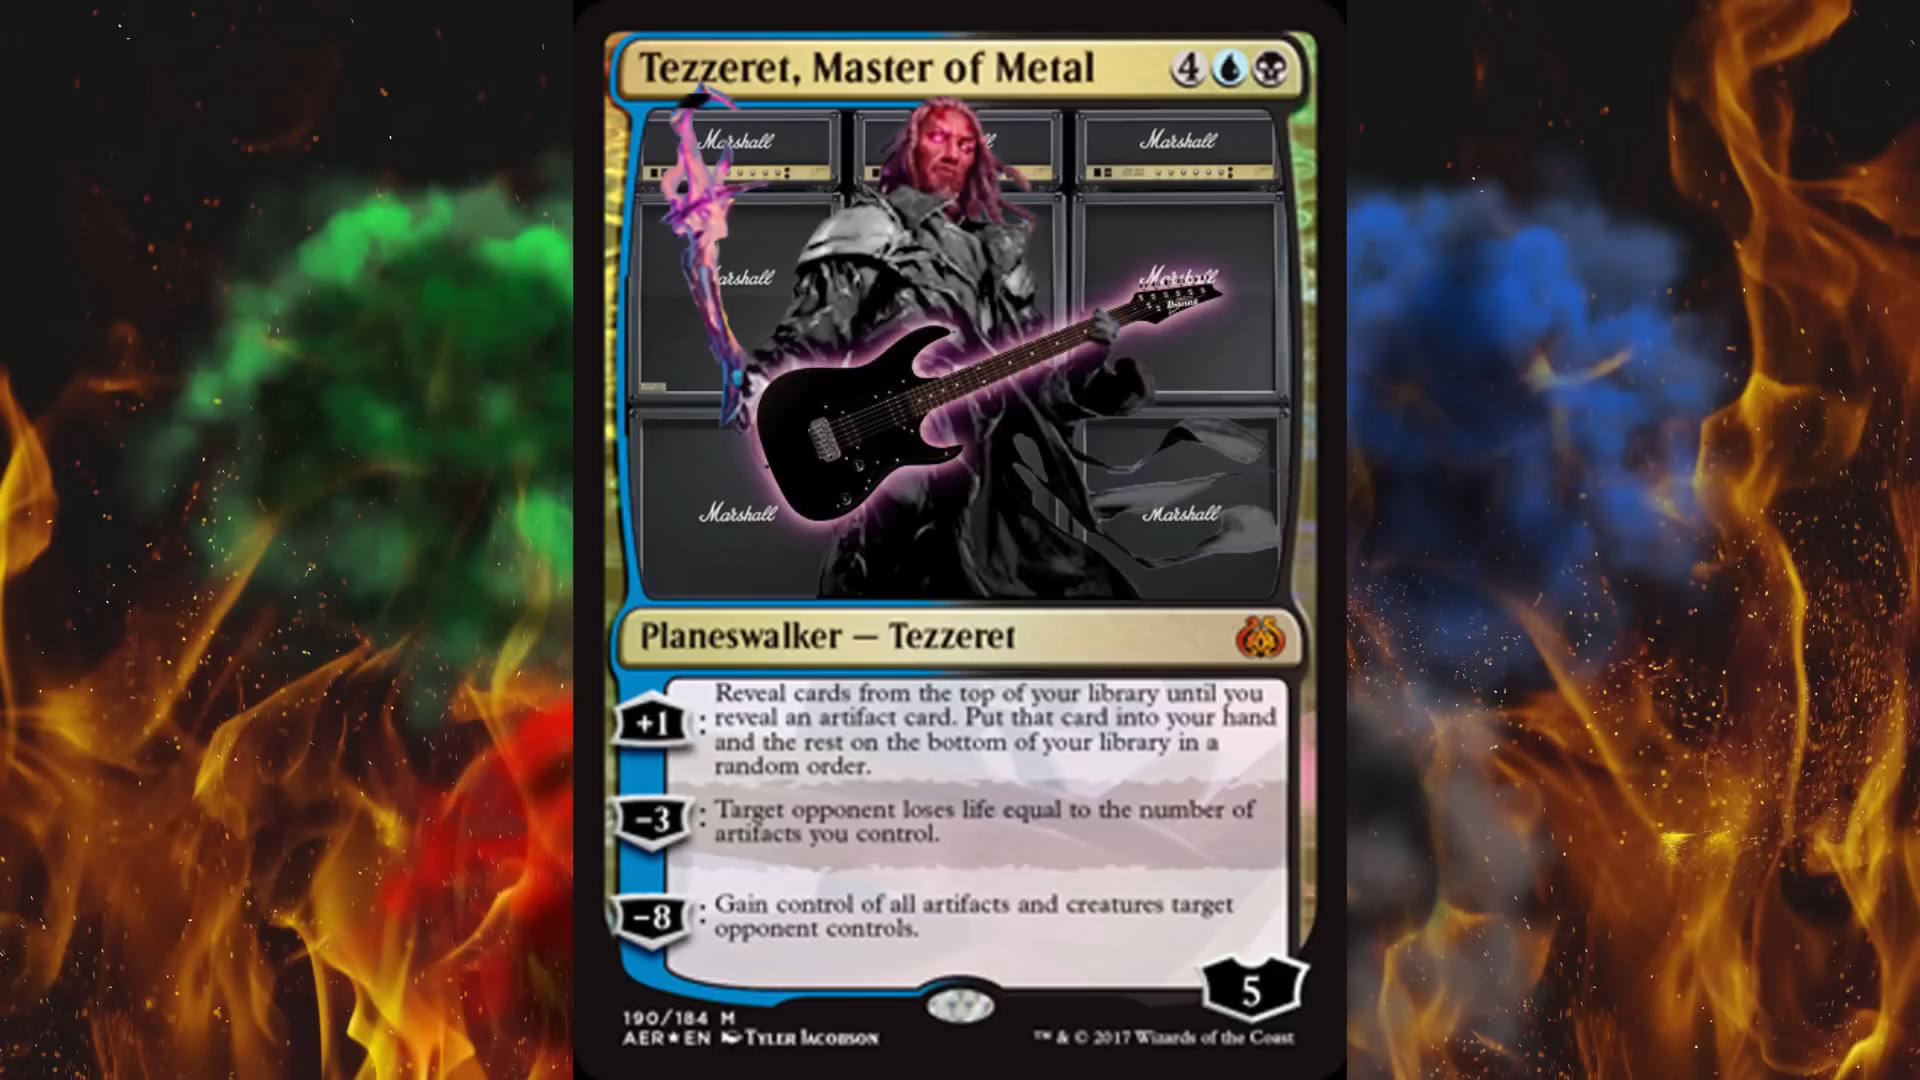 Tezzeret, Master of Metal 4
Marshall Marshall
Marshall Marshall
Ibanez
Marshall Marshall
Planeswalker — Tezzeret
+1 : Reveal cards from the top of your library until you
reveal an artifact card. Put that card into your hand
and the rest on the bottom of your library in a
random order.
−3 : Target opponent loses life equal to the number of
artifacts you control.
−8 : Gain control of all artifacts and creatures target
opponent controls.
5
190/184 M
AER★EN Tyler Jacobson
™ & © 2017 Wizards of the Coast